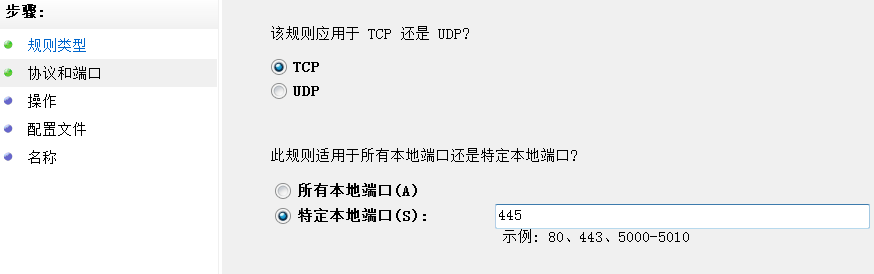 步骤:
规则类型
协议和端口
操作
配置文件
名称
该规则应用于 TCP 还是 UDP?
TCP
UDP
此规则适用于所有本地端口还是特定本地端口?
所有本地端口(A)
特定本地端口(S): 445
示例: 80、443、5000-5010